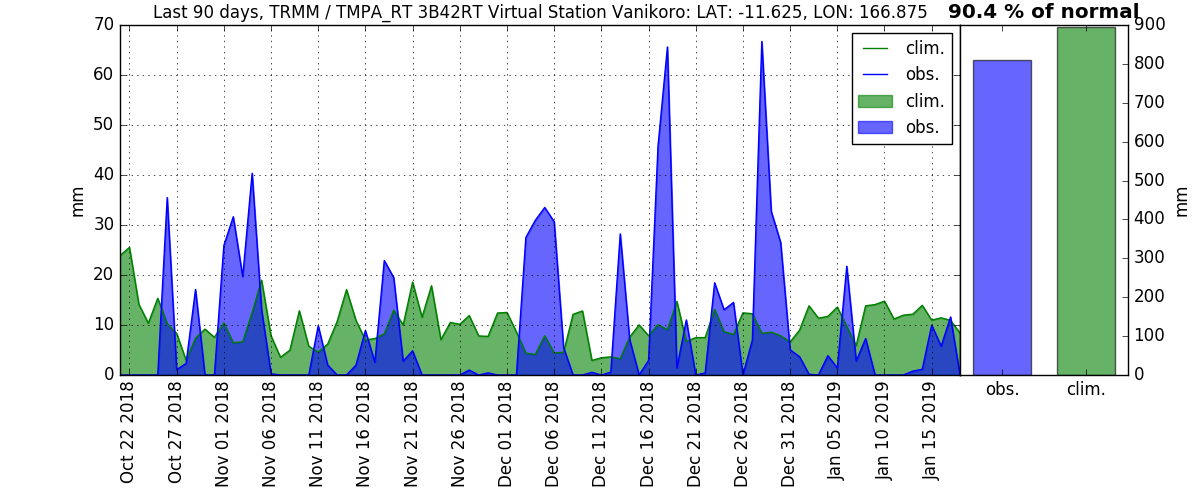 Last 90 days, TRMM / TMPA_RT 3B42RT Virtual Station Vanikoro: LAT: -11.625, LON: 166.875
90.4 % of normal
70
60
50
40
30
20
10
0
mm
clim.
obs.
clim.
obs.
900
800
700
600
500
400
300
200
100
0
mm
Oct 22 2018
Oct 27 2018
Nov 01 2018
Nov 06 2018
Nov 11 2018
Nov 16 2018
Nov 21 2018
Nov 26 2018
Dec 01 2018
Dec 06 2018
Dec 11 2018
Dec 16 2018
Dec 21 2018
Dec 26 2018
Dec 31 2018
Jan 05 2019
Jan 10 2019
Jan 15 2019
obs.
clim.